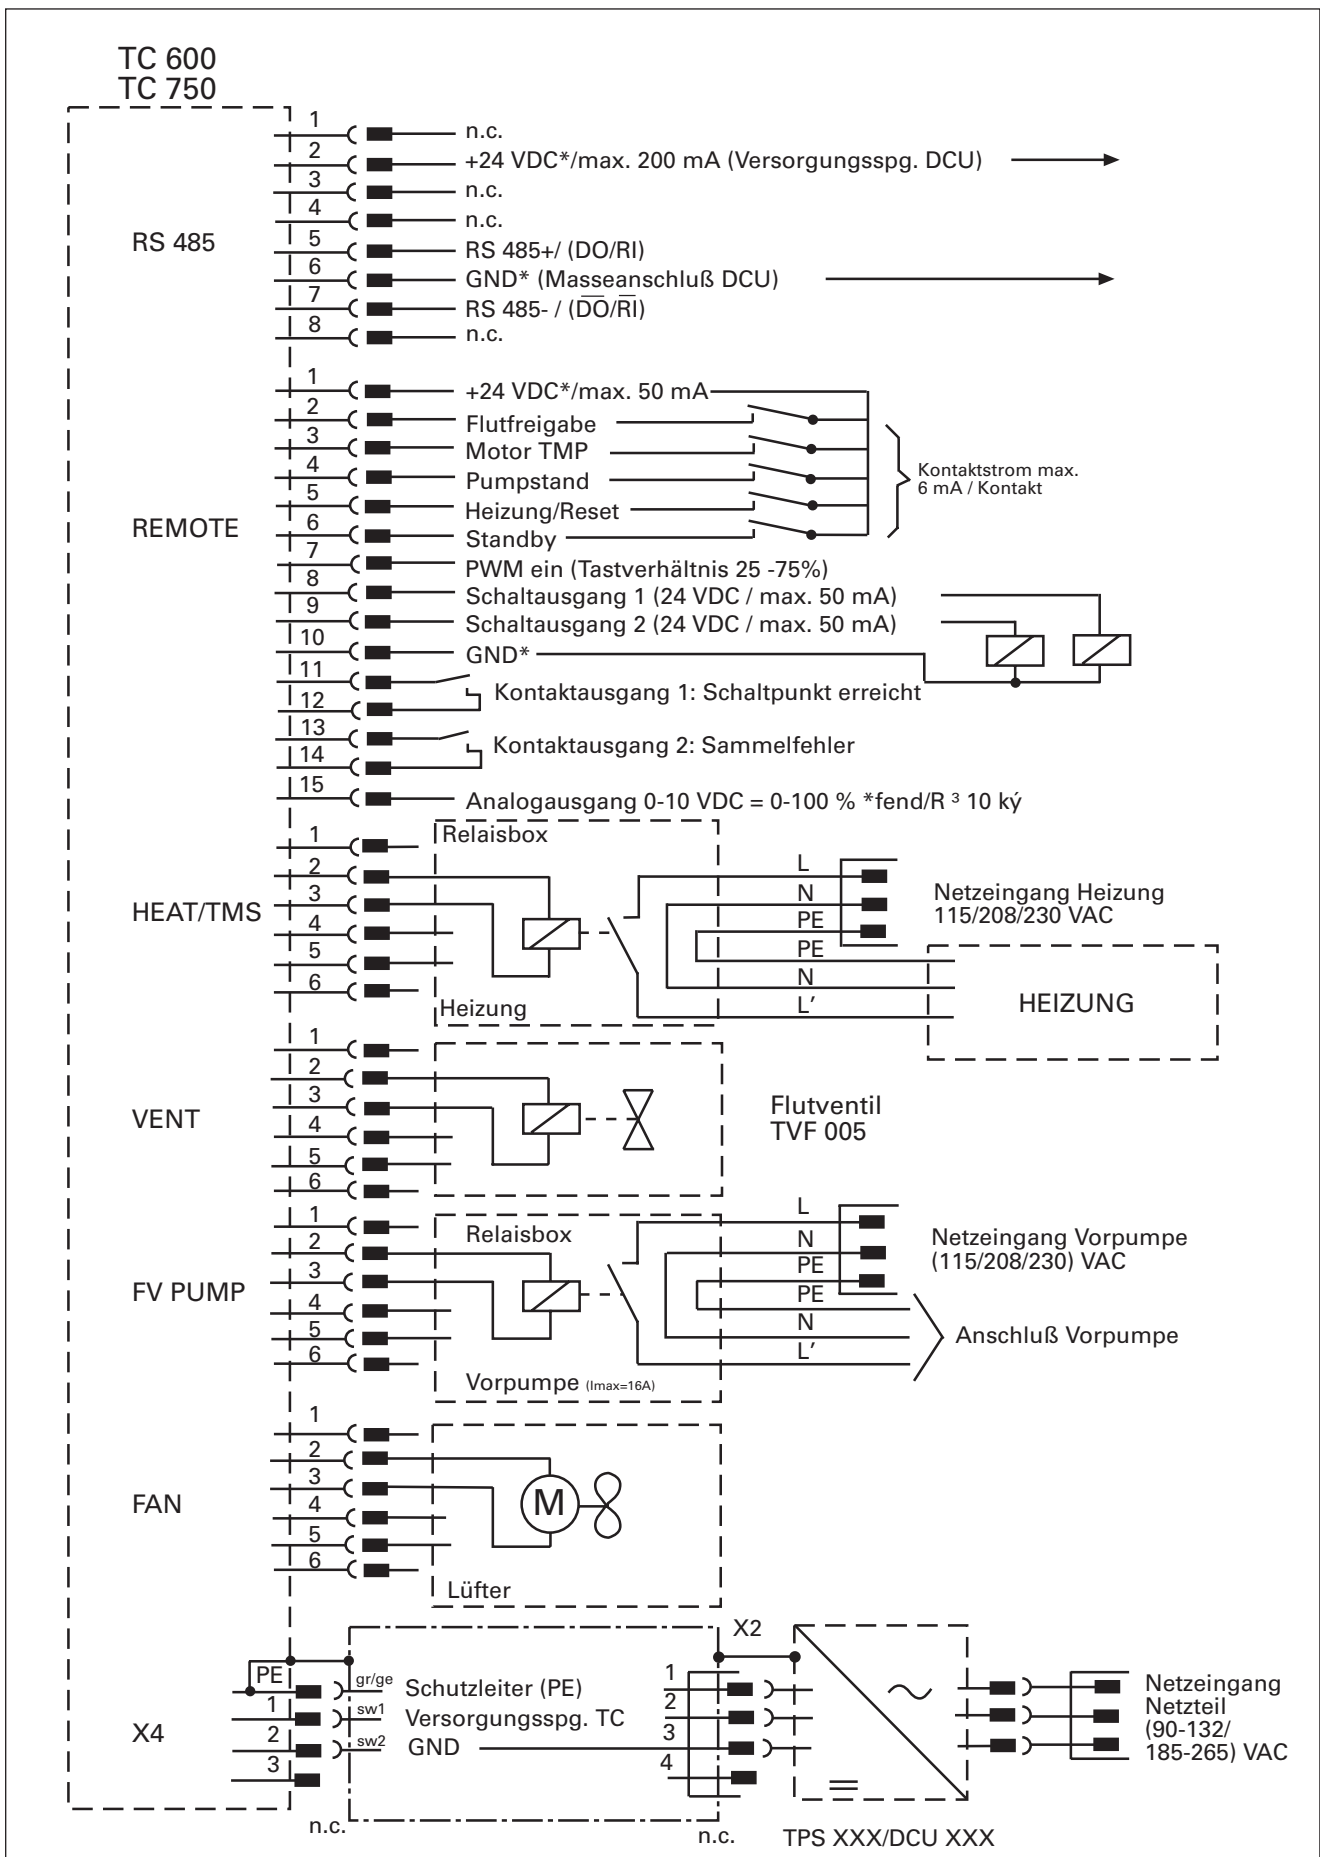 TC 600
TC 750
RS 485
1 n.c.
2 +24 VDC*/max. 200 mA (Versorgungsspg. DCU)
3 n.c.
4 n.c.
5 RS 485+/ (DO/RI)
6 GND* (Masseanschluß DCU)
7 RS 485- / (D̅O̅/R̅I̅)
8 n.c.
REMOTE
1 +24 VDC*/max. 50 mA
2 Flutfreigabe
3 Motor TMP
4 Pumpstand
5 Heizung/Reset
6 Standby
Kontaktstrom max.
6 mA / Kontakt
7 PWM ein (Tastverhältnis 25 -75%)
8 Schaltausgang 1 (24 VDC / max. 50 mA)
9 Schaltausgang 2 (24 VDC / max. 50 mA)
10 GND*
11
Kontaktausgang 1: Schaltpunkt erreicht
12
13
Kontaktausgang 2: Sammelfehler
14
15 Analogausgang 0-10 VDC = 0-100 % *fend/R ³ 10 ký
HEAT/TMS
1
2
3
4
5
6
Relaisbox
Heizung
L
N
PE
PE
N
L′
Netzeingang Heizung
115/208/230 VAC
HEIZUNG
VENT
1
2
3
4
5
6
Flutventil
TVF 005
FV PUMP
1
2
3
4
5
6
Relaisbox
Vorpumpe (Imax=16A)
L
N
PE
PE
N
L′
Netzeingang Vorpumpe
(115/208/230) VAC
Anschluß Vorpumpe
FAN
1
2
3
4
5
6
M
Lüfter
X4
PE gr/ge Schutzleiter (PE)
1 sw1 Versorgungsspg. TC
2 sw2 GND
3
n.c.
X2
1
2
3
4
n.c.
TPS XXX/DCU XXX
Netzeingang
Netzteil
(90-132/
185-265) VAC